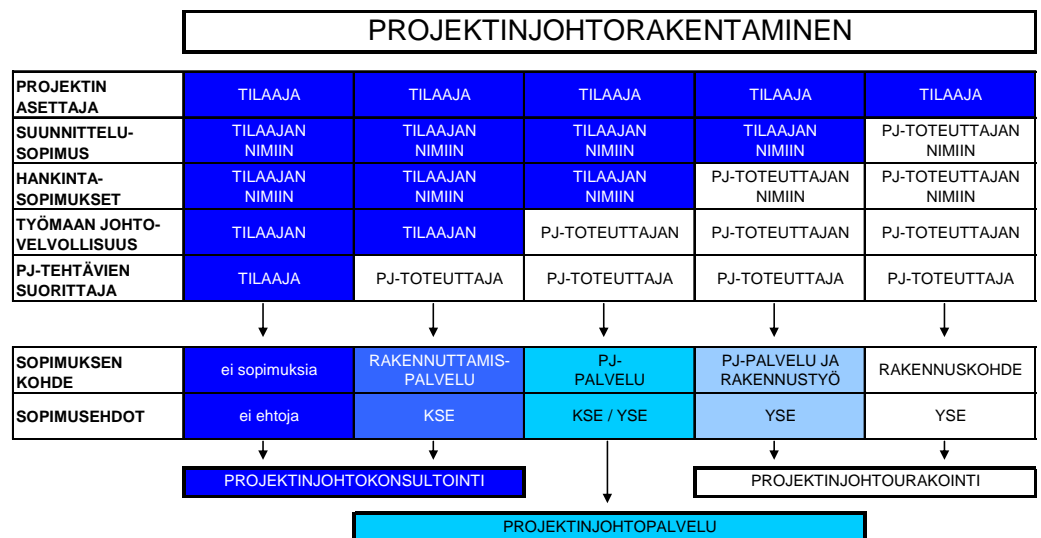 PROJEKTINJOHTORAKENTAMINEN
PROJEKTIN
ASETTAJA
TILAAJA
TILAAJA
TILAAJA
TILAAJA
TILAAJA
SUUNNITTELU-
SOPIMUS
TILAAJAN
NIMIIN
TILAAJAN
NIMIIN
TILAAJAN
NIMIIN
TILAAJAN
NIMIIN
PJ-TOTEUTTAJAN
NIMIIN
HANKINTA-
SOPIMUKSET
TILAAJAN
NIMIIN
TILAAJAN
NIMIIN
TILAAJAN
NIMIIN
PJ-TOTEUTTAJAN
NIMIIN
PJ-TOTEUTTAJAN
NIMIIN
TYÖMAAN JOHTO-
VELVOLLISUUS
TILAAJAN
TILAAJAN
PJ-TOTEUTTAJAN
PJ-TOTEUTTAJAN
PJ-TOTEUTTAJAN
PJ-TEHTÄVIEN
SUORITTAJA
TILAAJA
PJ-TOTEUTTAJA
PJ-TOTEUTTAJA
PJ-TOTEUTTAJA
PJ-TOTEUTTAJA
SOPIMUKSEN
KOHDE
ei sopimuksia
RAKENNUTTAMIS-
PALVELU
PJ-
PALVELU
PJ-PALVELU JA
RAKENNUSTYÖ
RAKENNUSKOHDE
SOPIMUSEHDOT
ei ehtoja
KSE
KSE / YSE
YSE
YSE
PROJEKTINJOHTOKONSULTOINTI
PROJEKTINJOHTOURAKOINTI
PROJEKTINJOHTOPALVELU